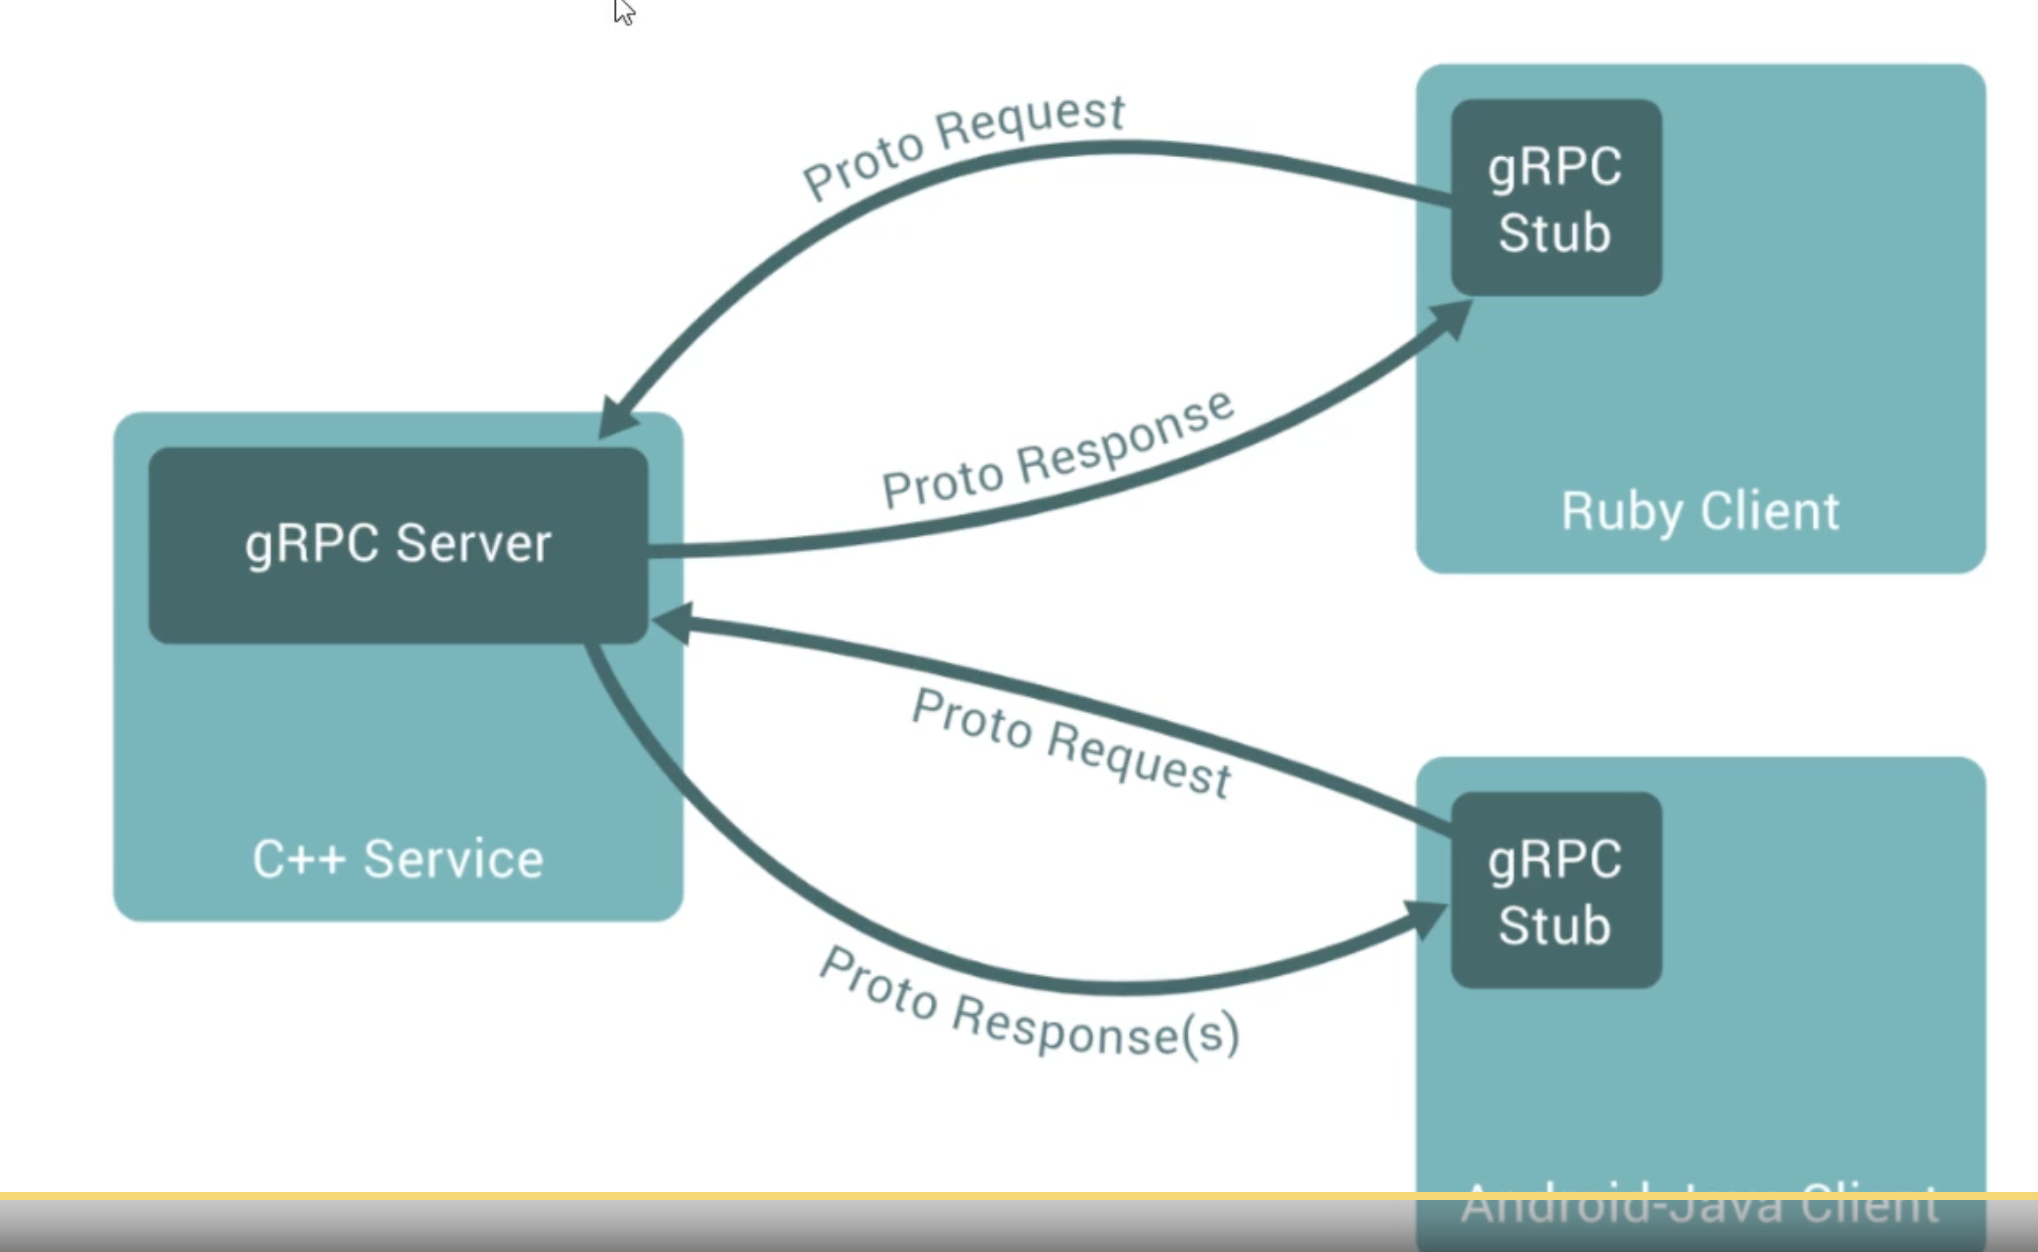 Proto Request
gRPC
Stub
Proto Response
Ruby Client
gRPC Server
Proto Request
C++ Service
gRPC
Stub
Proto Response(s)
Android-Java Client